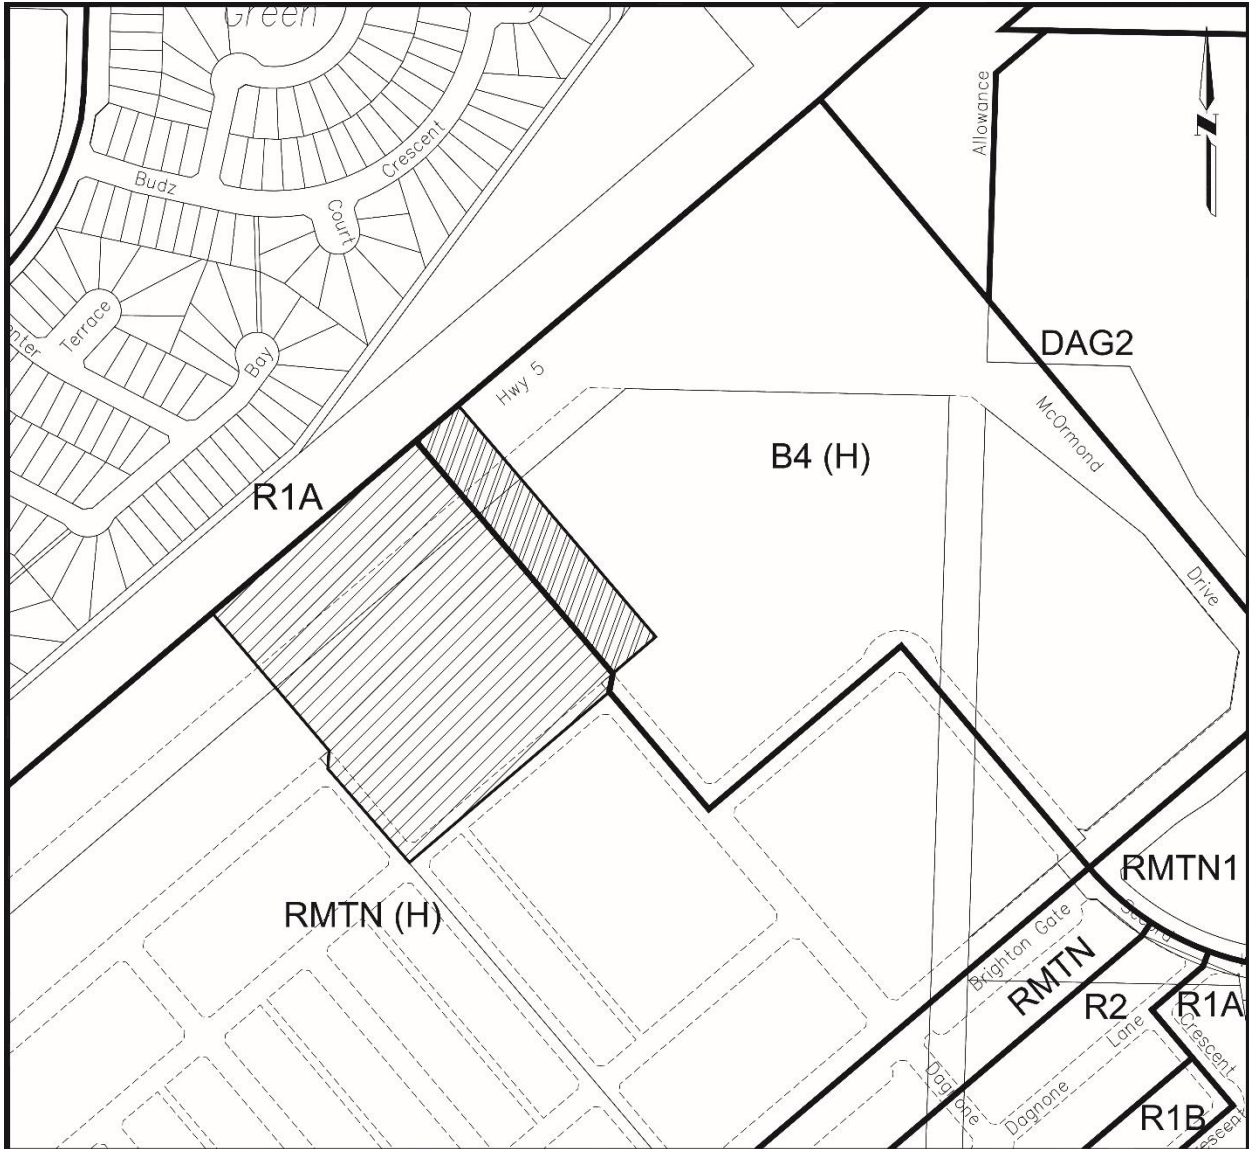 Green
Allowance
N
Crescent
Budz
Court
Terrace
Bay
Hwy 5
DAG2
McOrmond
B4 (H)
R1A
Drive
RMTN1
RMTN (H)
Brighton Gate
RMTN
R2
R1A
Lane
Crescent
Dagnone
Dagnone
R1B